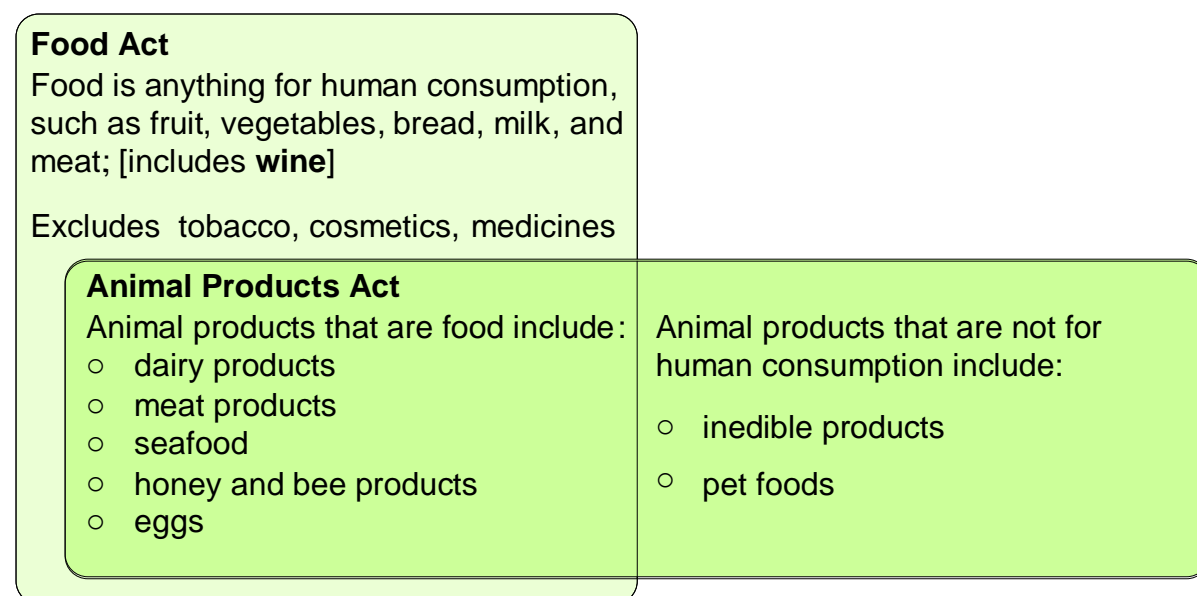 Food Act
Food is anything for human consumption,
such as fruit, vegetables, bread, milk, and
meat; [includes wine]
Excludes tobacco, cosmetics, medicines
Animal Products Act
Animal products that are food include:
○ dairy products
○ meat products
○ seafood
○ honey and bee products
○ eggs
Animal products that are not for
human consumption include:
○ inedible products
○ pet foods